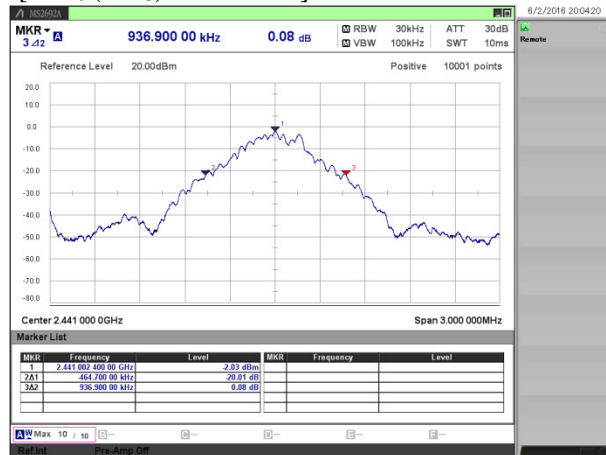 MS2692A
6/2/2016 20:04:20
MKR 3Δ2 A 936.900 00 kHz 0.08 dB M RBW 30kHz ATT 30dB
M VBW 100kHz SWT 10ms
Remote
Reference Level 20.00dBm Positive 10001 points
20.0
10.0
0.0
-10.0
-20.0
-30.0
-40.0
-50.0
-60.0
-70.0
-80.0
1
2
3
Center 2.441 000 0GHz Span 3.000 000MHz
Marker List
MKR Frequency Level MKR Frequency Level
1 2.441 002 400 00 GHz -2.03 dBm
2Δ1 -464.700 00 kHz -20.01 dB
3Δ2 936.900 00 kHz 0.08 dB
A W Max 10 / 10 B-- C-- D-- E-- F--
Ref.Int Pre-Amp Off